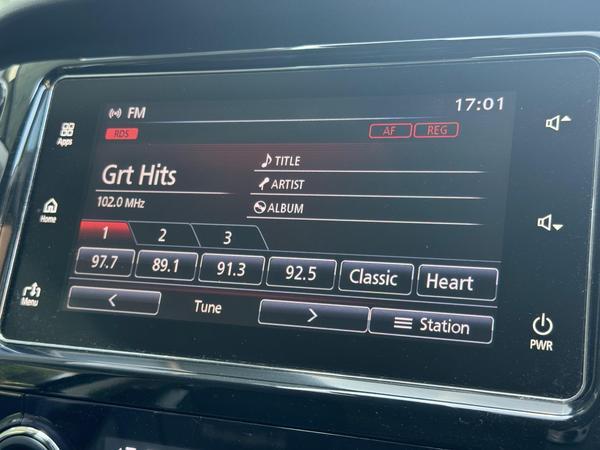 FM 17:01
RDS AF REG
Apps
TITLE
Grt Hits
ARTIST
102.0 MHz
ALBUM
Home
1 2 3
97.7 89.1 91.3 92.5 Classic Heart
Menu
< Tune > Station
PWR